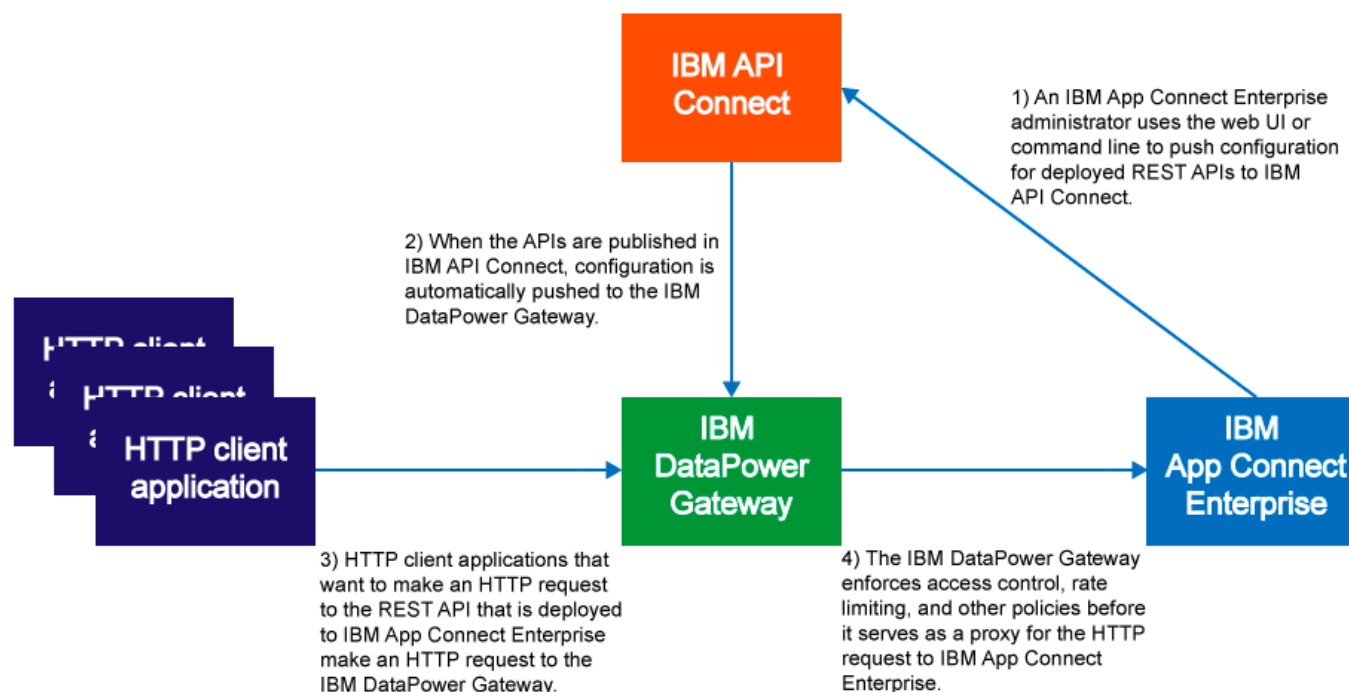 IBM API
Connect
1) An IBM App Connect Enterprise
administrator uses the web UI or
command line to push configuration
for deployed REST APIs to IBM
API Connect.
2) When the APIs are published in
IBM API Connect, configuration is
automatically pushed to the IBM
DataPower Gateway.
HTTP client
HTTP client
HTTP client
application
IBM
DataPower
Gateway
IBM
App Connect
Enterprise
3) HTTP client applications that
want to make an HTTP request
to the REST API that is deployed
to IBM App Connect Enterprise
make an HTTP request to the
IBM DataPower Gateway.
4) The IBM DataPower Gateway
enforces access control, rate
limiting, and other policies before
it serves as a proxy for the HTTP
request to IBM App Connect
Enterprise.